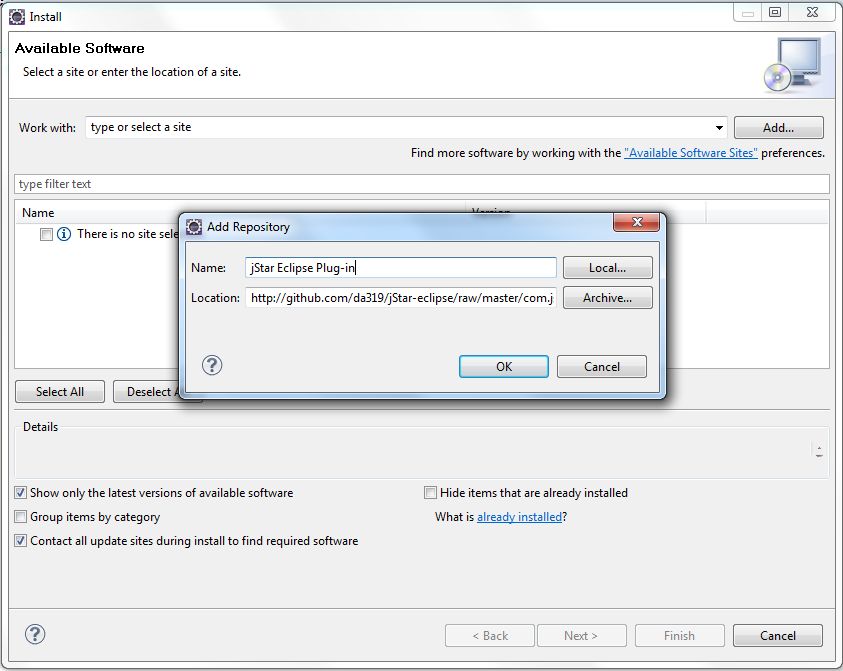 Install
Available Software
Select a site or enter the location of a site.
Work with: type or select a site Add...
Find more software by working with the "Available Software Sites" preferences.
type filter text
Name Version
There is no site sele
Add Repository
Name: jStar Eclipse Plug-in Local...
Location: http://github.com/da319/jStar-eclipse/raw/master/com.j Archive...
? OK Cancel
Select All Deselect A
Details
Show only the latest versions of available software Hide items that are already installed
Group items by category What is already installed?
Contact all update sites during install to find required software
? < Back Next > Finish Cancel